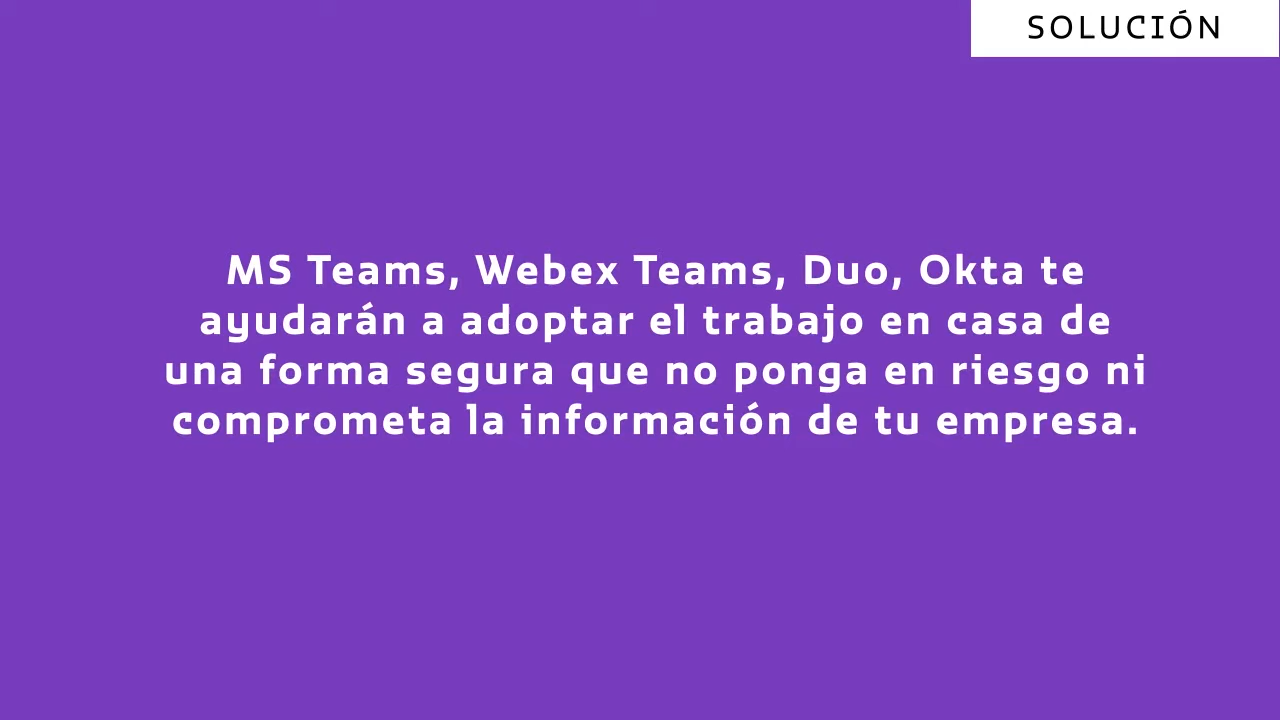 SOLUCIÓN
MS Teams, Webex Teams, Duo, Okta te
ayudarán a adoptar el trabajo en casa de
una forma segura que no ponga en riesgo ni
comprometa la información de tu empresa.